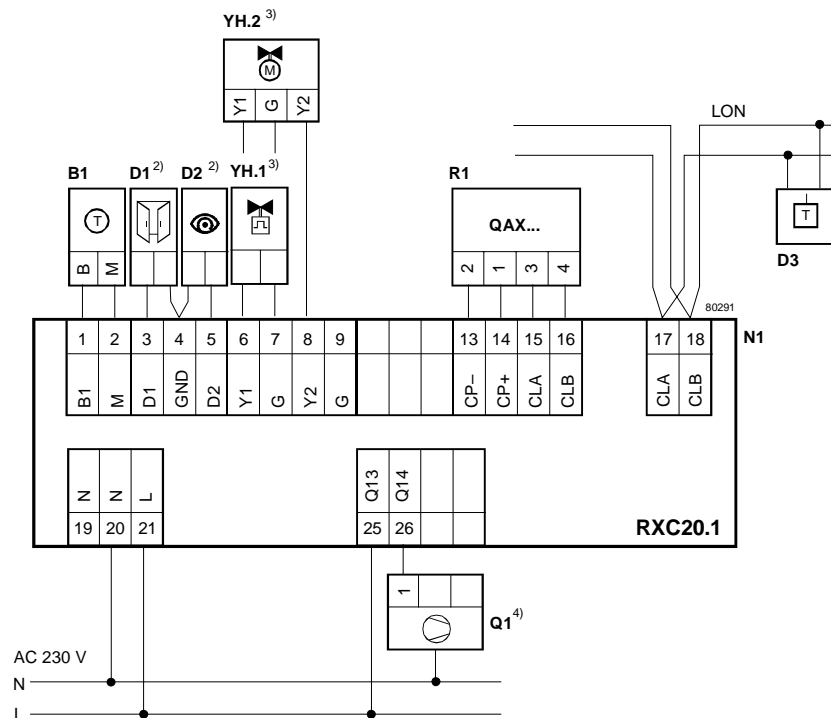 YH.2 3)
M
Y1 G Y2
LON
B1 D1 2) D2 2) YH.1 3) R1
T
QAX...
T
B M
2 1 3 4
D3
80291
1 2 3 4 5 6 7 8 9 13 14 15 16 17 18 N1
B1 M D1 GND D2 Y1 G Y2 G CP– CP+ CLA CLB CLA CLB
N N L Q13 Q14
19 20 21 25 26 RXC20.1
1
Q1 4)
AC 230 V
N
L